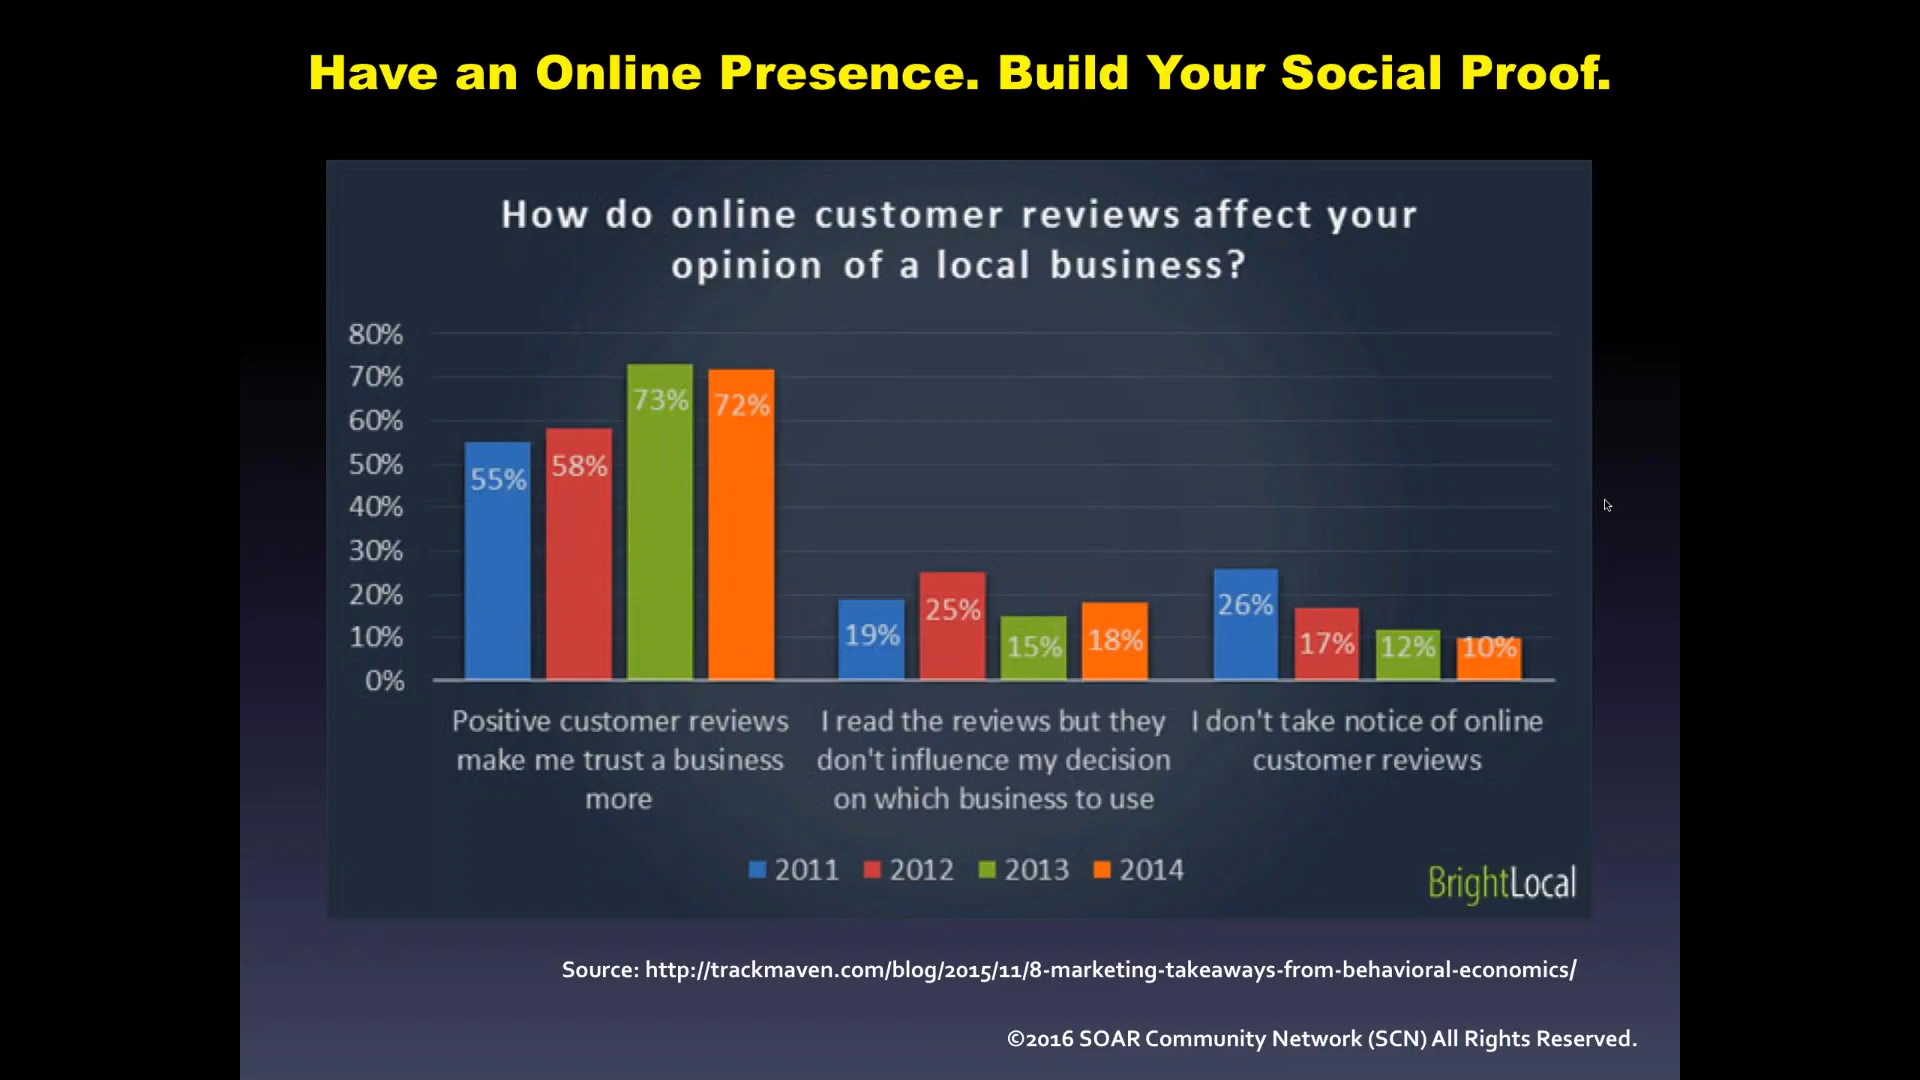 Have an Online Presence. Build Your Social Proof.
How do online customer reviews affect your
opinion of a local business?
80%
70%
60%
50%
40%
30%
20%
10%
0%
55%
58%
73%
72%
19%
25%
15%
18%
26%
17%
12%
10%
Positive customer reviews
make me trust a business
more
I read the reviews but they
don't influence my decision
on which business to use
I don't take notice of online
customer reviews
2011 2012 2013 2014
BrightLocal
Source: http://trackmaven.com/blog/2015/11/8-marketing-takeaways-from-behavioral-economics/
©2016 SOAR Community Network (SCN) All Rights Reserved.